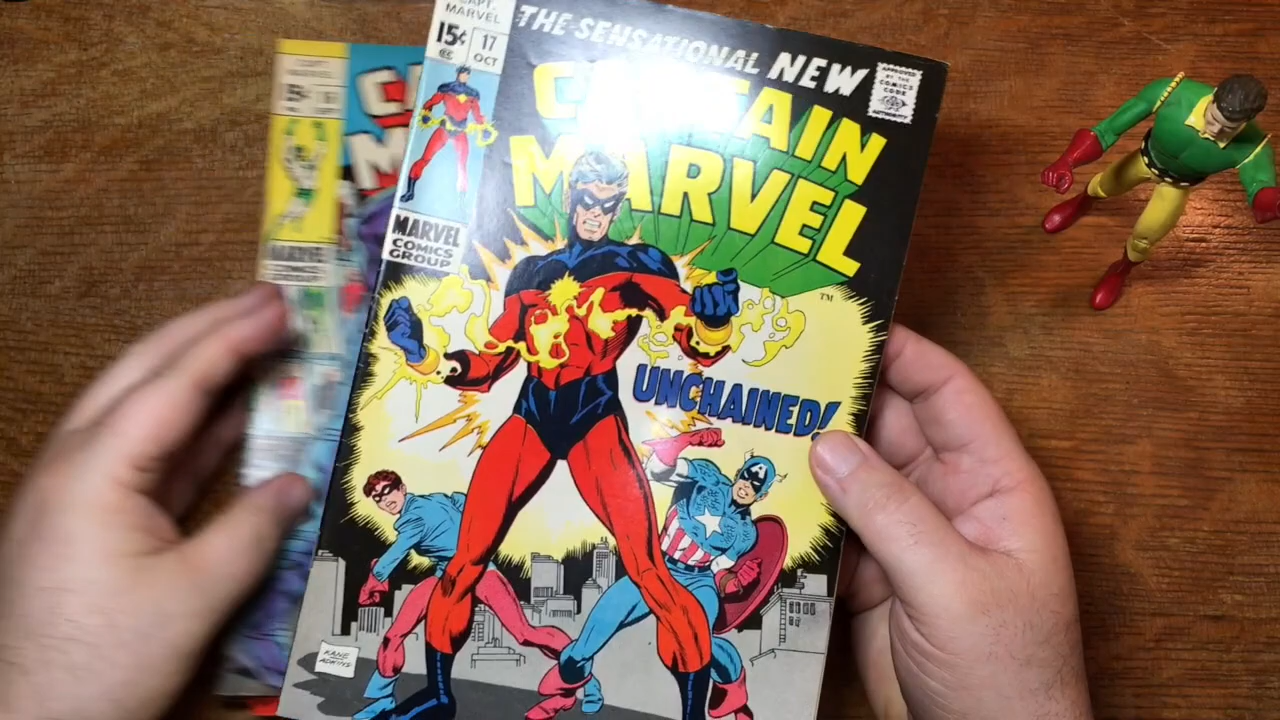 CAPT. MARVEL
15¢
17
OCT
THE SENSATIONAL NEW
CAPTAIN
MARVEL
APPROVED
BY THE
COMICS
CODE
AUTHORITY
MARVEL
COMICS
GROUP
TM
UNCHAINED!
A
KANE
ADKINS